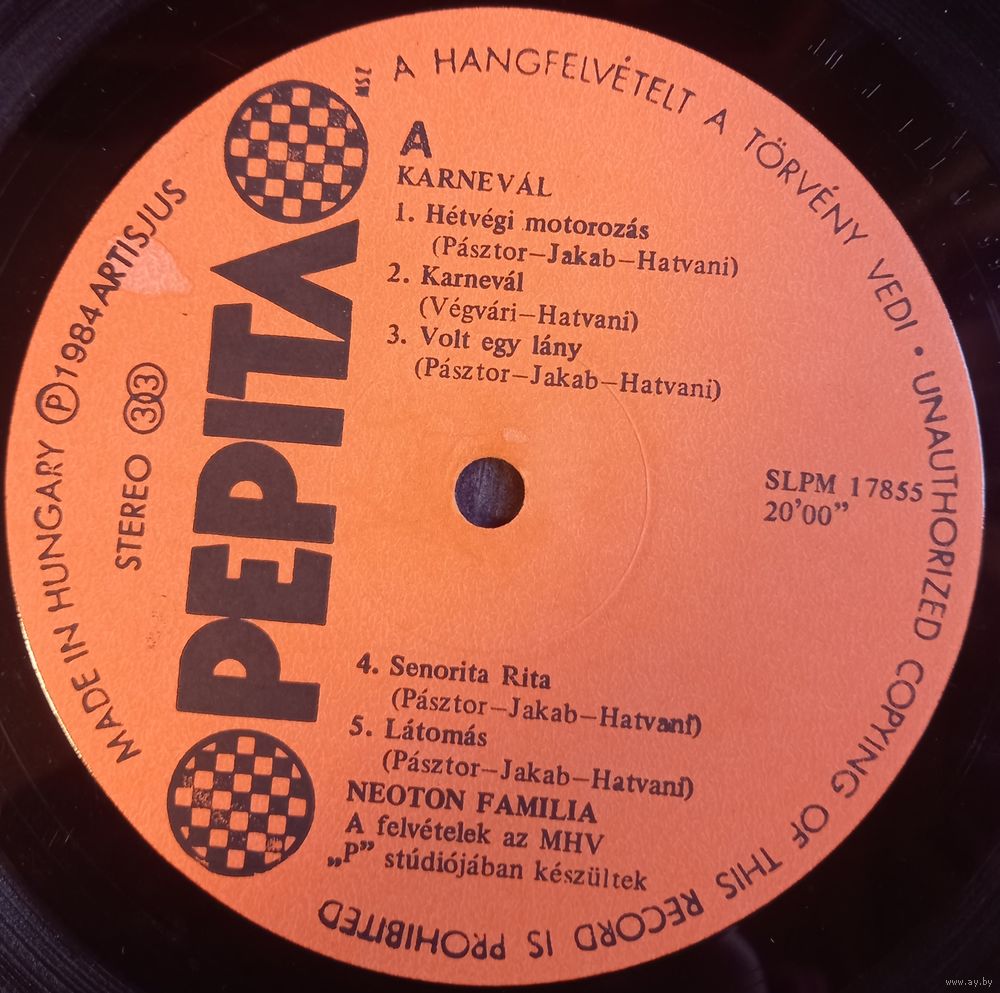 A HANGFELVÉTELT A TÖRVÉNY VEDI • UNAUTHORIZED COPYING OF THIS RECORD IS PROHIBITED
MADE IN HUNGARY Ⓟ 1984 ARTISJUS
STEREO 33
PEPITA
MSZ
A
KARNEVÁL
1. Hétvégi motorozás
(Pásztor–Jakab–Hatvani)
2. Karnevál
(Végvári–Hatvani)
3. Volt egy lány
(Pásztor–Jakab–Hatvani)
SLPM 17855
20'00"
4. Senorita Rita
(Pásztor–Jakab–Hatvani)
5. Látomás
(Pásztor–Jakab–Hatvani)
NEOTON FAMILIA
A felvételek az MHV
„P” stúdiójában készültek
www.ay.by